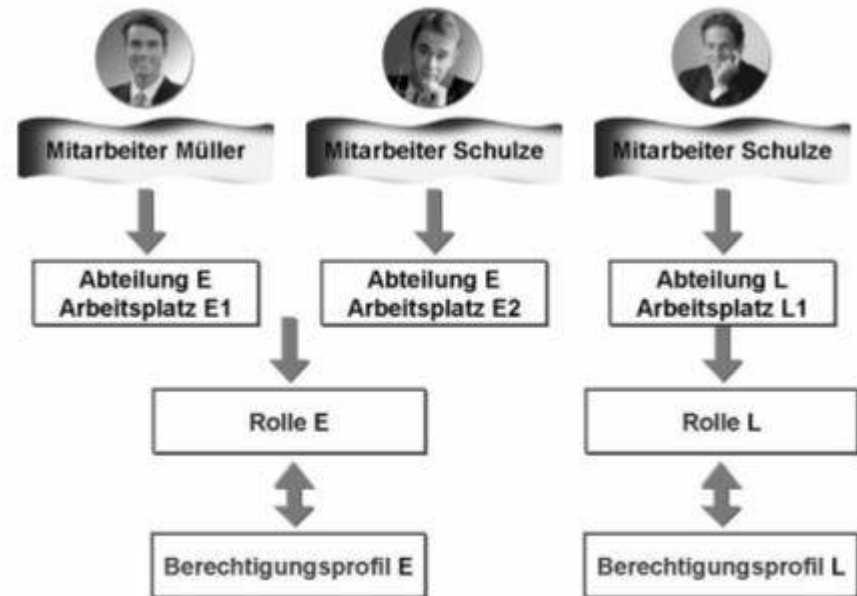 Mitarbeiter Müller
Mitarbeiter Schulze
Mitarbeiter Schulze
Abteilung E
Arbeitsplatz E1
Abteilung E
Arbeitsplatz E2
Abteilung L
Arbeitsplatz L1
Rolle E
Rolle L
Berechtigungsprofil E
Berechtigungsprofil L